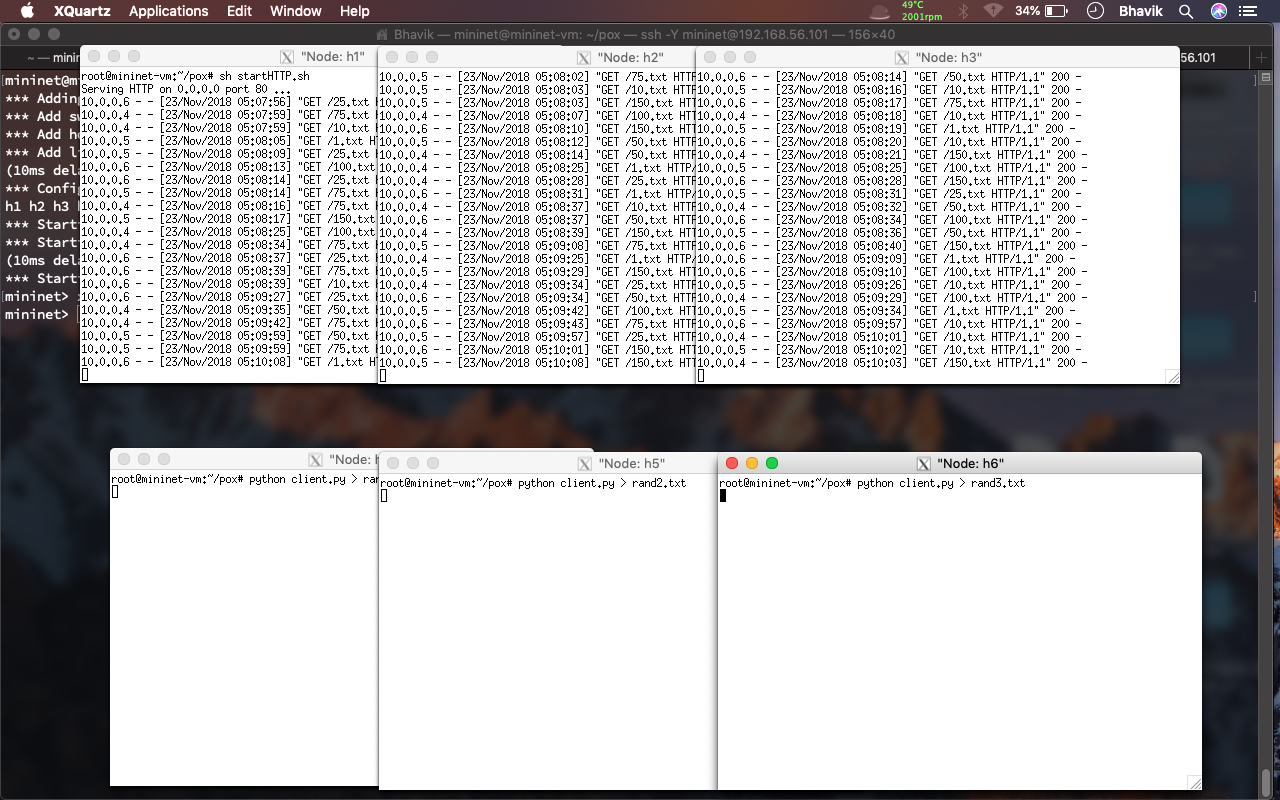 XQuartz Applications Edit Window Help 49°C 2001rpm 34% Bhavik
Bhavik — mininet@mininet-vm: ~/pox — ssh -Y mininet@192.168.56.101 — 156×40
~ — minin
56.101
"Node: h1"
root@mininet-vm:~/pox# sh startHTTP.sh
Serving HTTP on 0.0.0.0 port 80 ...
10.0.0.6 - - [23/Nov/2018 05:07:56] "GET /25.txt
10.0.0.4 - - [23/Nov/2018 05:07:59] "GET /75.txt
10.0.0.4 - - [23/Nov/2018 05:07:59] "GET /10.txt
10.0.0.5 - - [23/Nov/2018 05:08:05] "GET /1.txt H
10.0.0.5 - - [23/Nov/2018 05:08:09] "GET /25.txt
10.0.0.6 - - [23/Nov/2018 05:08:13] "GET /100.txt
10.0.0.4 - - [23/Nov/2018 05:08:14] "GET /25.txt
10.0.0.5 - - [23/Nov/2018 05:08:14] "GET /75.txt
10.0.0.4 - - [23/Nov/2018 05:08:16] "GET /75.txt
10.0.0.5 - - [23/Nov/2018 05:08:17] "GET /150.txt
10.0.0.4 - - [23/Nov/2018 05:08:25] "GET /100.txt
10.0.0.4 - - [23/Nov/2018 05:08:34] "GET /75.txt
10.0.0.6 - - [23/Nov/2018 05:08:37] "GET /25.txt
10.0.0.6 - - [23/Nov/2018 05:08:39] "GET /75.txt
10.0.0.4 - - [23/Nov/2018 05:08:39] "GET /10.txt
10.0.0.6 - - [23/Nov/2018 05:09:27] "GET /25.txt
10.0.0.4 - - [23/Nov/2018 05:09:35] "GET /50.txt
10.0.0.4 - - [23/Nov/2018 05:09:42] "GET /75.txt
10.0.0.5 - - [23/Nov/2018 05:09:59] "GET /50.txt
10.0.0.5 - - [23/Nov/2018 05:09:59] "GET /75.txt
10.0.0.6 - - [23/Nov/2018 05:10:08] "GET /1.txt H
"Node: h2"
10.0.0.5 - - [23/Nov/2018 05:08:02] "GET /75.txt HTTP
10.0.0.5 - - [23/Nov/2018 05:08:03] "GET /10.txt HTTP
10.0.0.5 - - [23/Nov/2018 05:08:03] "GET /150.txt HTT
10.0.0.4 - - [23/Nov/2018 05:08:07] "GET /100.txt HTT
10.0.0.6 - - [23/Nov/2018 05:08:10] "GET /150.txt HTT
10.0.0.6 - - [23/Nov/2018 05:08:12] "GET /50.txt HTTP
10.0.0.4 - - [23/Nov/2018 05:08:14] "GET /50.txt HTTP
10.0.0.4 - - [23/Nov/2018 05:08:25] "GET /1.txt HTTP/
10.0.0.4 - - [23/Nov/2018 05:08:28] "GET /25.txt HTTP
10.0.0.6 - - [23/Nov/2018 05:08:31] "GET /1.txt HTTP/
10.0.0.4 - - [23/Nov/2018 05:08:37] "GET /10.txt HTTP
10.0.0.6 - - [23/Nov/2018 05:08:37] "GET /50.txt HTTP
10.0.0.4 - - [23/Nov/2018 05:08:39] "GET /150.txt HTT
10.0.0.5 - - [23/Nov/2018 05:09:08] "GET /75.txt HTTP
10.0.0.4 - - [23/Nov/2018 05:09:25] "GET /1.txt HTTP/
10.0.0.5 - - [23/Nov/2018 05:09:29] "GET /150.txt HTT
10.0.0.4 - - [23/Nov/2018 05:09:34] "GET /25.txt HTTP
10.0.0.6 - - [23/Nov/2018 05:09:34] "GET /50.txt HTTP
10.0.0.5 - - [23/Nov/2018 05:09:42] "GET /100.txt HTT
10.0.0.6 - - [23/Nov/2018 05:09:43] "GET /75.txt HTTP
10.0.0.5 - - [23/Nov/2018 05:09:57] "GET /25.txt HTTP
10.0.0.6 - - [23/Nov/2018 05:10:01] "GET /150.txt HTT
10.0.0.5 - - [23/Nov/2018 05:10:08] "GET /150.txt HTT
"Node: h3"
10.0.0.6 - - [23/Nov/2018 05:08:14] "GET /50.txt HTTP/1.1" 200 -
10.0.0.5 - - [23/Nov/2018 05:08:16] "GET /10.txt HTTP/1.1" 200 -
10.0.0.5 - - [23/Nov/2018 05:08:17] "GET /75.txt HTTP/1.1" 200 -
10.0.0.4 - - [23/Nov/2018 05:08:18] "GET /10.txt HTTP/1.1" 200 -
10.0.0.6 - - [23/Nov/2018 05:08:19] "GET /1.txt HTTP/1.1" 200 -
10.0.0.6 - - [23/Nov/2018 05:08:20] "GET /10.txt HTTP/1.1" 200 -
10.0.0.4 - - [23/Nov/2018 05:08:21] "GET /150.txt HTTP/1.1" 200 -
10.0.0.6 - - [23/Nov/2018 05:08:25] "GET /100.txt HTTP/1.1" 200 -
10.0.0.5 - - [23/Nov/2018 05:08:28] "GET /150.txt HTTP/1.1" 200 -
10.0.0.5 - - [23/Nov/2018 05:08:31] "GET /25.txt HTTP/1.1" 200 -
10.0.0.4 - - [23/Nov/2018 05:08:32] "GET /50.txt HTTP/1.1" 200 -
10.0.0.6 - - [23/Nov/2018 05:08:34] "GET /100.txt HTTP/1.1" 200 -
10.0.0.5 - - [23/Nov/2018 05:08:36] "GET /50.txt HTTP/1.1" 200 -
10.0.0.6 - - [23/Nov/2018 05:08:40] "GET /150.txt HTTP/1.1" 200 -
10.0.0.6 - - [23/Nov/2018 05:09:09] "GET /1.txt HTTP/1.1" 200 -
10.0.0.5 - - [23/Nov/2018 05:09:10] "GET /100.txt HTTP/1.1" 200 -
10.0.0.6 - - [23/Nov/2018 05:09:26] "GET /10.txt HTTP/1.1" 200 -
10.0.0.4 - - [23/Nov/2018 05:09:29] "GET /100.txt HTTP/1.1" 200 -
10.0.0.5 - - [23/Nov/2018 05:09:34] "GET /1.txt HTTP/1.1" 200 -
10.0.0.6 - - [23/Nov/2018 05:09:57] "GET /10.txt HTTP/1.1" 200 -
10.0.0.4 - - [23/Nov/2018 05:10:01] "GET /10.txt HTTP/1.1" 200 -
10.0.0.5 - - [23/Nov/2018 05:10:02] "GET /10.txt HTTP/1.1" 200 -
10.0.0.4 - - [23/Nov/2018 05:10:03] "GET /150.txt HTTP/1.1" 200 -
[mininet@m
*** Adding
*** Add sw
*** Add ho
*** Add li
(10ms dela
*** Config
h1 h2 h3
*** Start
*** Start
(10ms dela
*** Start
[mininet>
mininet>
"Node: h
root@mininet-vm:~/pox# python client.py > ran
"Node: h5"
root@mininet-vm:~/pox# python client.py > rand2.txt
"Node: h6"
root@mininet-vm:~/pox# python client.py > rand3.txt